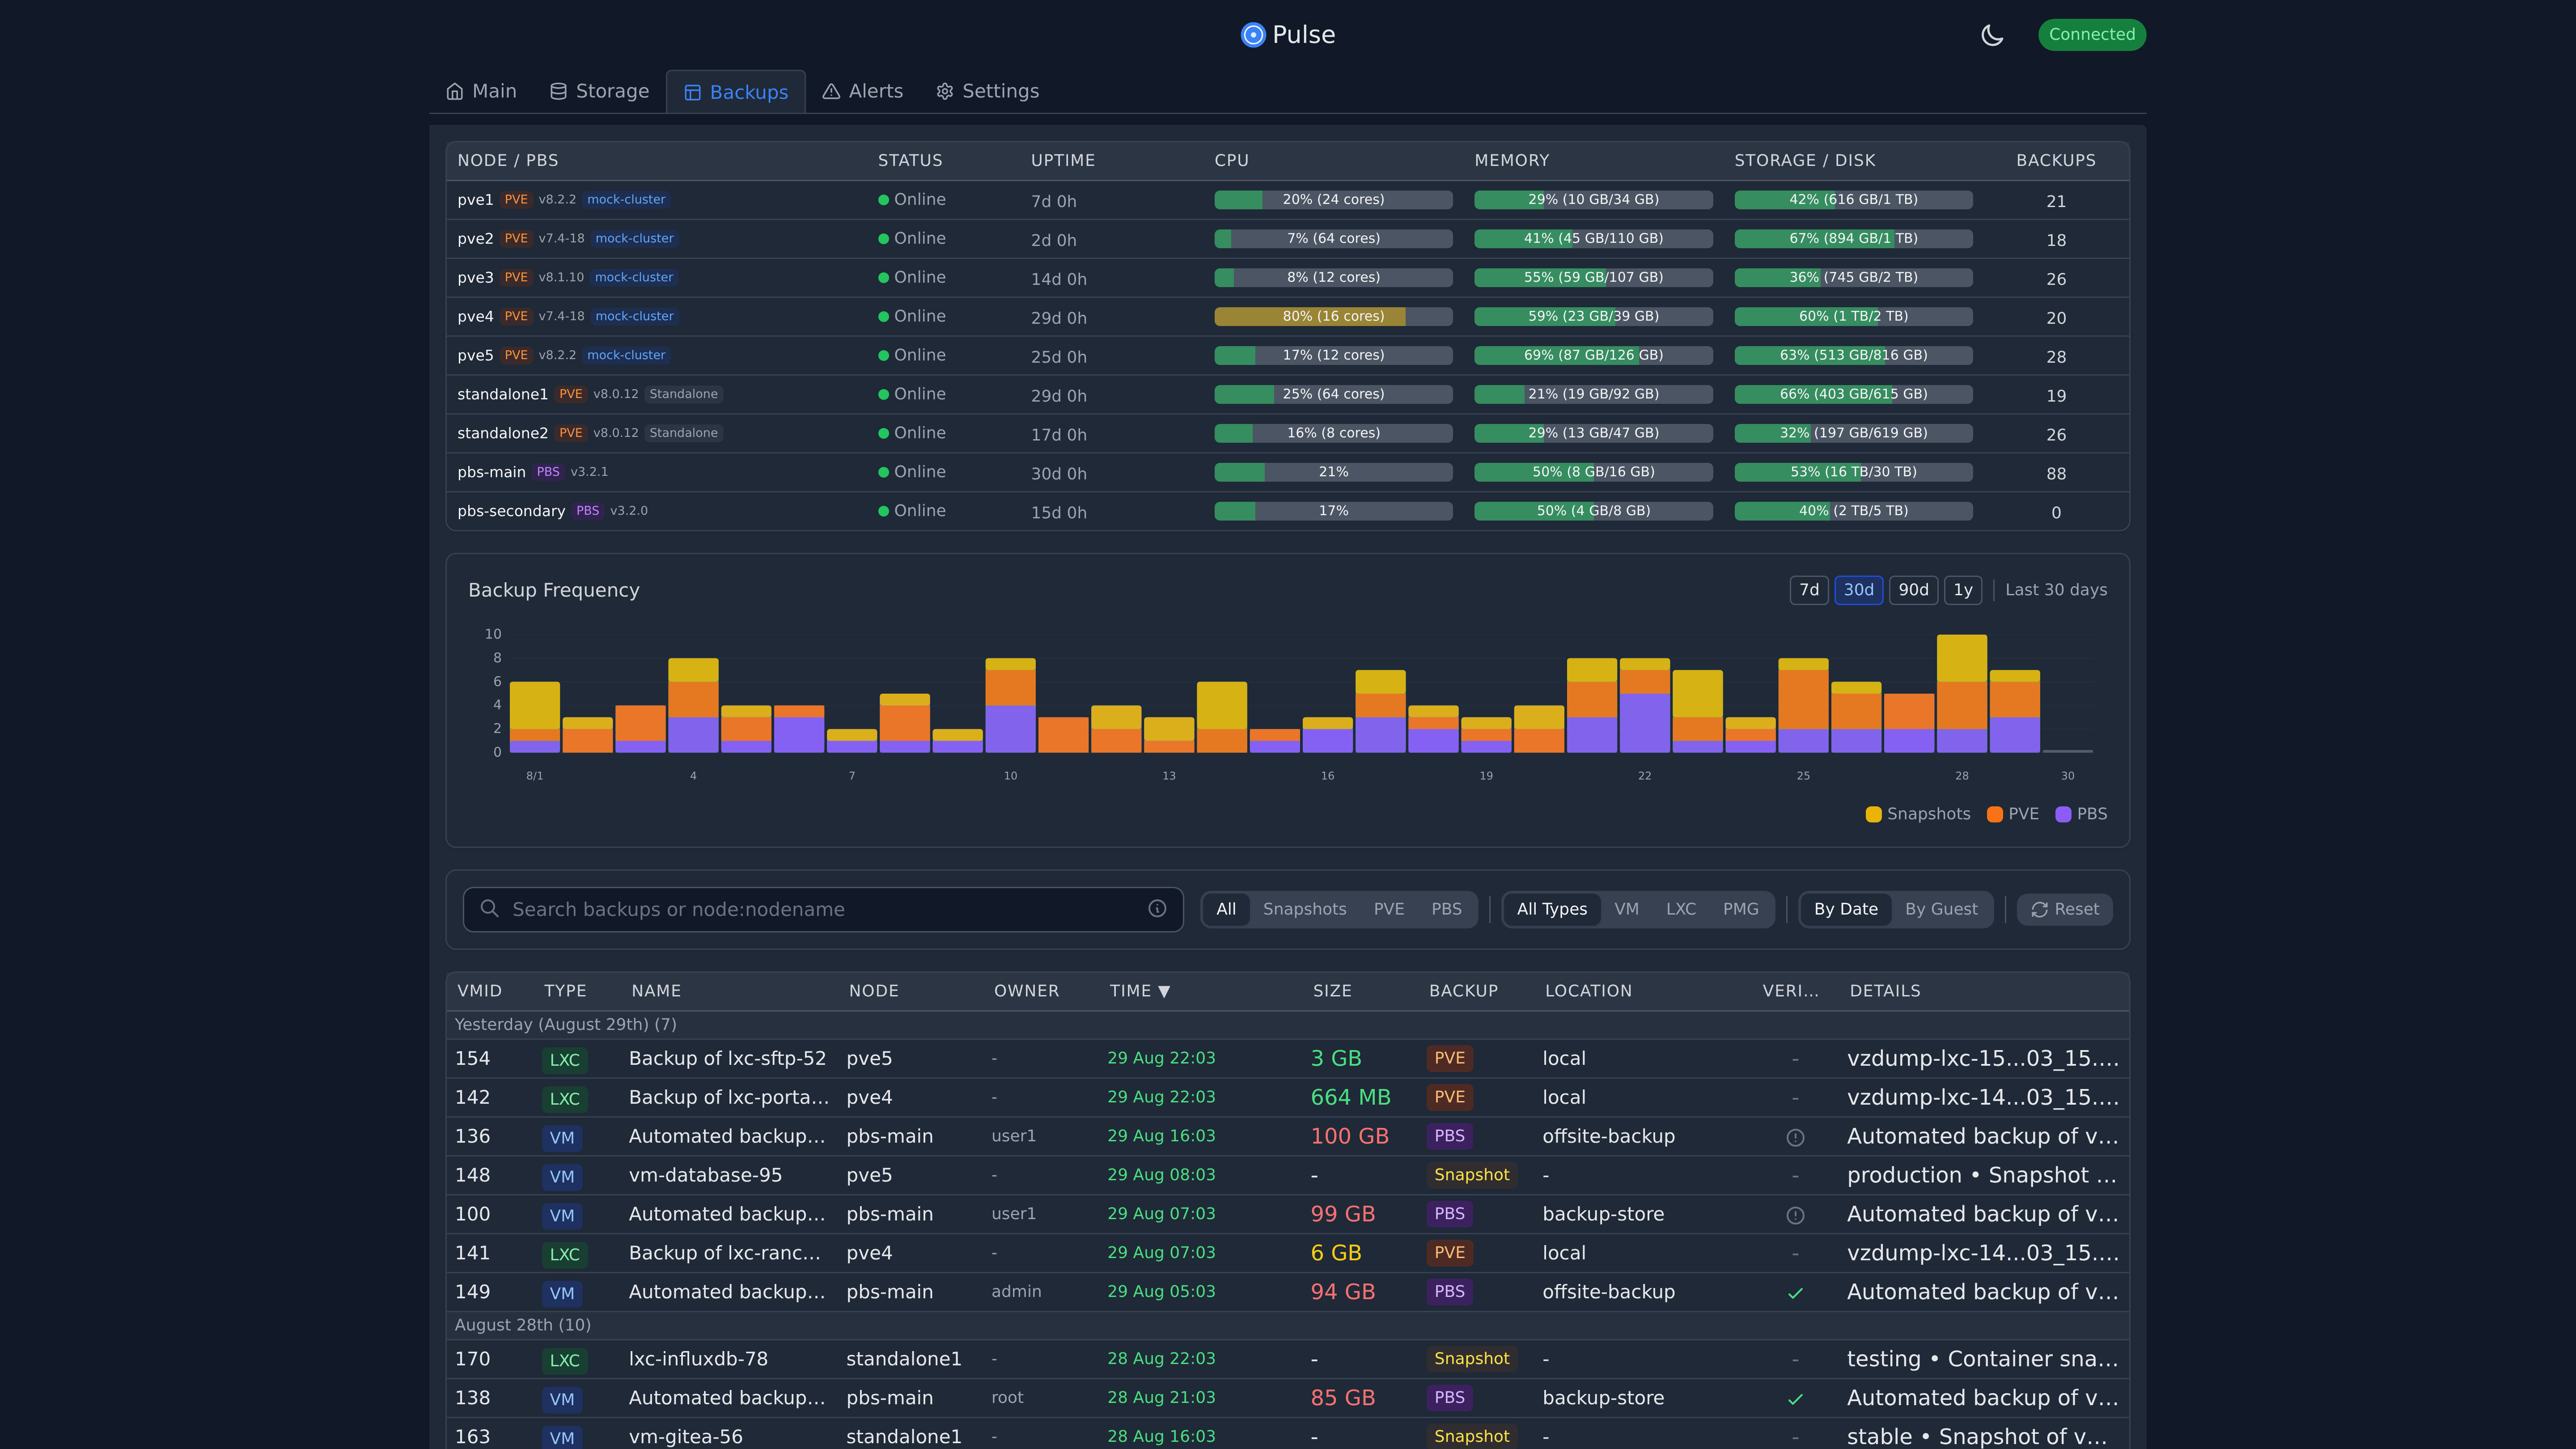 Pulse
Connected
Main Storage Backups Alerts Settings
NODE / PBS STATUS UPTIME CPU MEMORY STORAGE / DISK BACKUPS
pve1 PVE v8.2.2 mock-cluster Online 7d 0h 20% (24 cores) 29% (10 GB/34 GB) 42% (616 GB/1 TB) 21
pve2 PVE v7.4-18 mock-cluster Online 2d 0h 7% (64 cores) 41% (45 GB/110 GB) 67% (894 GB/1 TB) 18
pve3 PVE v8.1.10 mock-cluster Online 14d 0h 8% (12 cores) 55% (59 GB/107 GB) 36% (745 GB/2 TB) 26
pve4 PVE v7.4-18 mock-cluster Online 29d 0h 80% (16 cores) 59% (23 GB/39 GB) 60% (1 TB/2 TB) 20
pve5 PVE v8.2.2 mock-cluster Online 25d 0h 17% (12 cores) 69% (87 GB/126 GB) 63% (513 GB/816 GB) 28
standalone1 PVE v8.0.12 Standalone Online 29d 0h 25% (64 cores) 21% (19 GB/92 GB) 66% (403 GB/615 GB) 19
standalone2 PVE v8.0.12 Standalone Online 17d 0h 16% (8 cores) 29% (13 GB/47 GB) 32% (197 GB/619 GB) 26
pbs-main PBS v3.2.1 Online 30d 0h 21% 50% (8 GB/16 GB) 53% (16 TB/30 TB) 88
pbs-secondary PBS v3.2.0 Online 15d 0h 17% 50% (4 GB/8 GB) 40% (2 TB/5 TB) 0
Backup Frequency 7d 30d 90d 1y Last 30 days
10
8
6
4
2
0
8/1 4 7 10 13 16 19 22 25 28 30
Snapshots PVE PBS
Search backups or node:nodename All Snapshots PVE PBS All Types VM LXC PMG By Date By Guest Reset
VMID TYPE NAME NODE OWNER TIME ▼ SIZE BACKUP LOCATION VERI... DETAILS
Yesterday (August 29th) (7)
154 LXC Backup of lxc-sftp-52 pve5 - 29 Aug 22:03 3 GB PVE local - vzdump-lxc-15...03_15....
142 LXC Backup of lxc-porta... pve4 - 29 Aug 22:03 664 MB PVE local - vzdump-lxc-14...03_15....
136 VM Automated backup... pbs-main user1 29 Aug 16:03 100 GB PBS offsite-backup Automated backup of v...
148 VM vm-database-95 pve5 - 29 Aug 08:03 - Snapshot - - production • Snapshot ...
100 VM Automated backup... pbs-main user1 29 Aug 07:03 99 GB PBS backup-store Automated backup of v...
141 LXC Backup of lxc-ranc... pve4 - 29 Aug 07:03 6 GB PVE local - vzdump-lxc-14...03_15....
149 VM Automated backup... pbs-main admin 29 Aug 05:03 94 GB PBS offsite-backup Automated backup of v...
August 28th (10)
170 LXC lxc-influxdb-78 standalone1 - 28 Aug 22:03 - Snapshot - - testing • Container sna...
138 VM Automated backup... pbs-main root 28 Aug 21:03 85 GB PBS backup-store Automated backup of v...
163 VM vm-gitea-56 standalone1 - 28 Aug 16:03 - Snapshot - - stable • Snapshot of v...